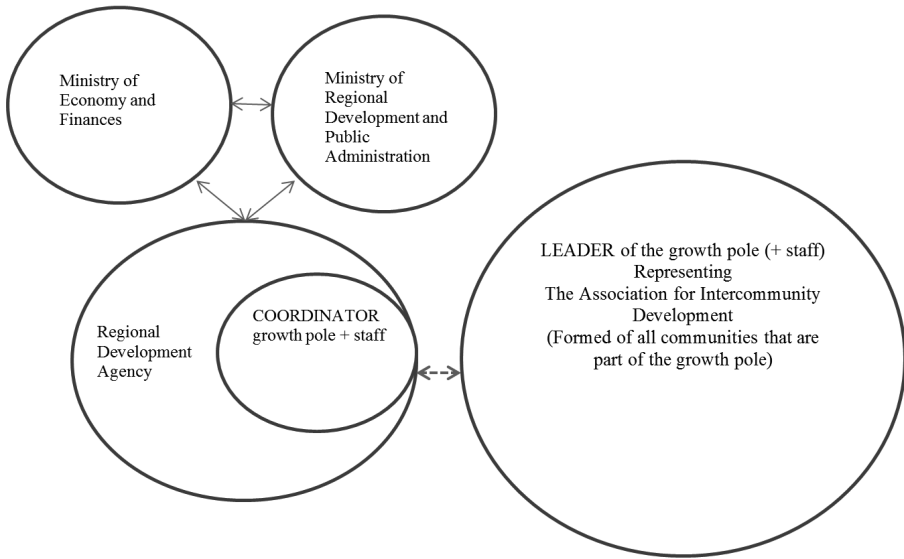 Ministry of
Economy and
Finances
Ministry of
Regional
Development and
Public
Administration
Regional
Development
Agency
COORDINATOR
growth pole + staff
LEADER of the growth pole (+ staff)
Representing
The Association for Intercommunity
Development
(Formed of all communities that are
part of the growth pole)